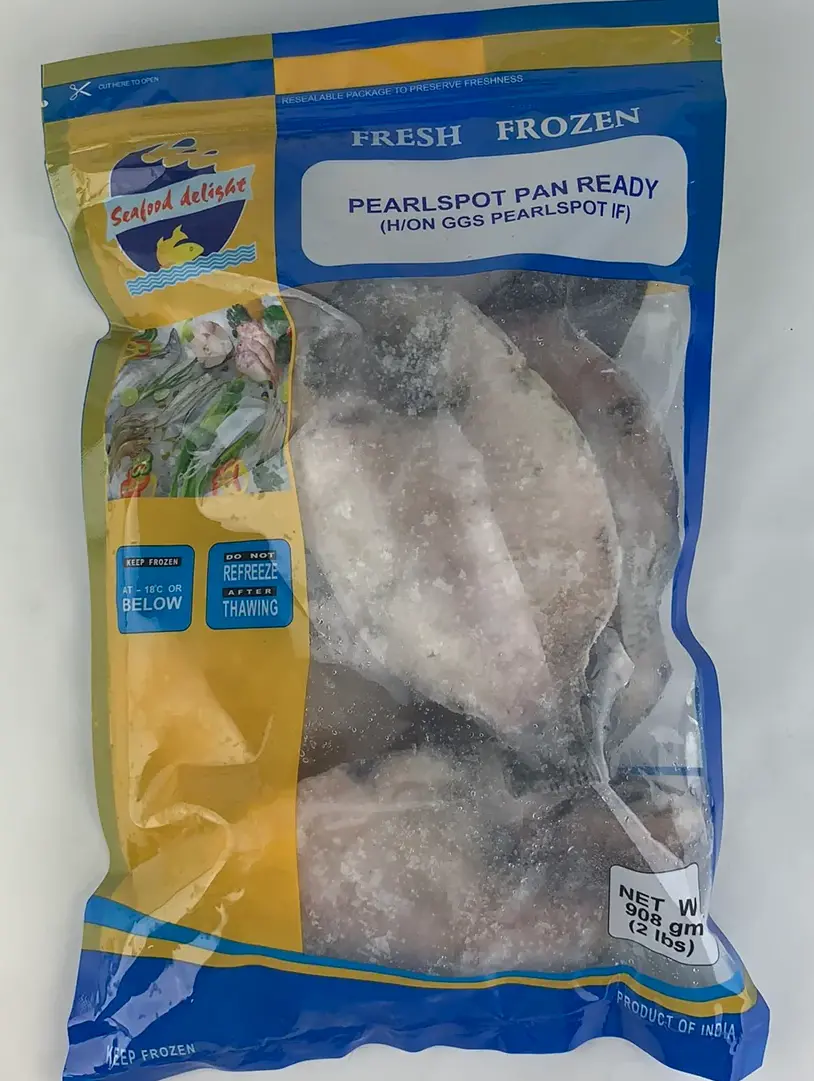 CUT HERE TO OPEN
RESEALABLE PACKAGE TO PRESERVE FRESHNESS
FRESH FROZEN
Seafood delight
PEARLSPOT PAN READY
(H/ON GGS PEARLSPOT IF)
KEEP FROZEN
AT - 18°C OR
BELOW
DO NOT
REFREEZE
AFTER
THAWING
NET W
908 gm
(2 lbs)
PRODUCT OF INDIA
KEEP FROZEN